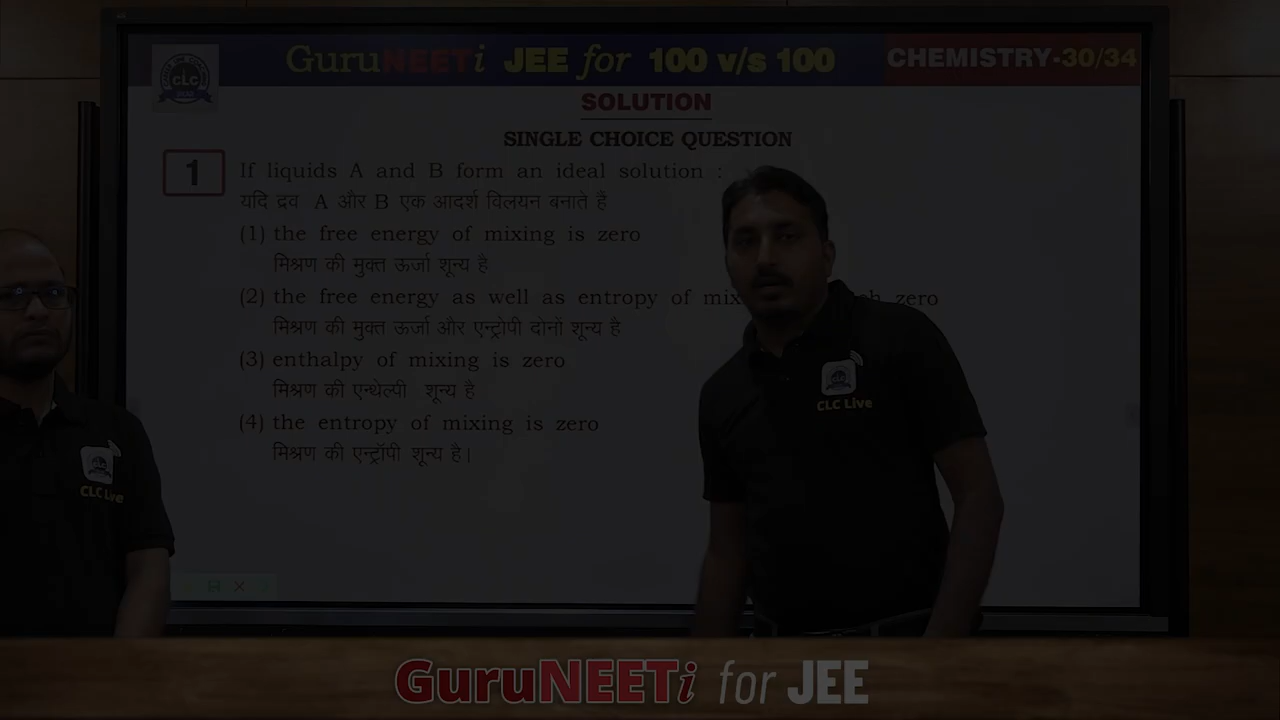 GuruNEETi JEE for 100 v/s 100
CHEMISTRY-30/34
CLC
SOLUTION
SINGLE CHOICE QUESTION
1
If liquids A and B form an ideal solution :
यदि द्रव A और B एक आदर्श विलयन बनाते हैं
(1) the free energy of mixing is zero
मिश्रण की मुक्त ऊर्जा शून्य है
(2) the free energy as well as entropy of zero
मिश्रण की मुक्त ऊर्जा और एन्ट्रोपी दोनों शून्य है
(3) enthalpy of mixing is zero
मिश्रण की एन्थेल्पी शून्य है
(4) the entropy of mixing is zero
मिश्रण की एन्ट्रॉपी शून्य है।
CLC Live
CLC Live
GuruNEETi for JEE